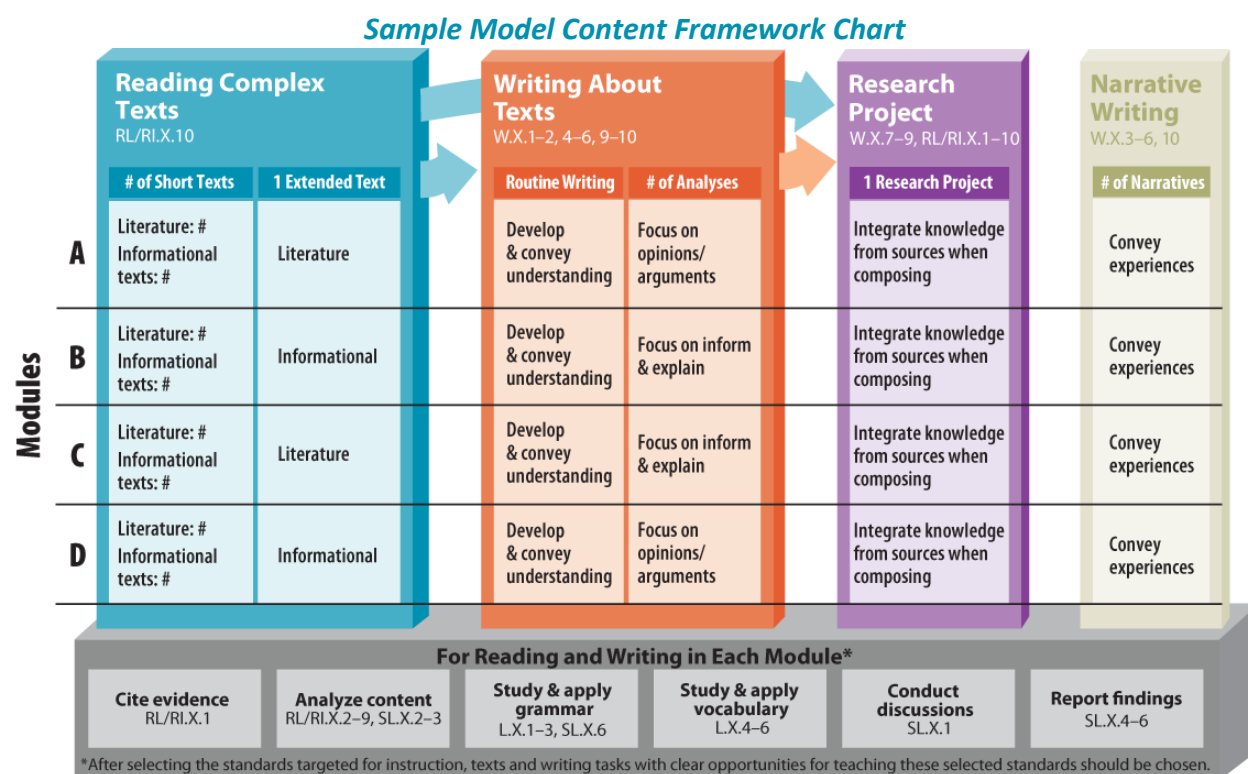 Sample Model Content Framework Chart
Reading Complex
Texts
RL/RI.X.10
Writing About
Texts
W.X.1–2, 4–6, 9–10
Research
Project
W.X.7–9, RL/RI.X.1–10
Narrative
Writing
W.X.3–6, 10
# of Short Texts
1 Extended Text
Routine Writing
# of Analyses
1 Research Project
# of Narratives
Modules
A
Literature: #
Informational
texts: #
Literature
Develop
& convey
understanding
Focus on
opinions/
arguments
Integrate knowledge
from sources when
composing
Convey
experiences
B
Literature: #
Informational
texts: #
Informational
Develop
& convey
understanding
Focus on inform
& explain
Integrate knowledge
from sources when
composing
Convey
experiences
C
Literature: #
Informational
texts: #
Literature
Develop
& convey
understanding
Focus on inform
& explain
Integrate knowledge
from sources when
composing
Convey
experiences
D
Literature: #
Informational
texts: #
Informational
Develop
& convey
understanding
Focus on
opinions/
arguments
Integrate knowledge
from sources when
composing
Convey
experiences
For Reading and Writing in Each Module*
Cite evidence
RL/RI.X.1
Analyze content
RL/RI.X.2–9, SL.X.2–3
Study & apply
grammar
L.X.1–3, SL.X.6
Study & apply
vocabulary
L.X.4–6
Conduct
discussions
SL.X.1
Report findings
SL.X.4–6
*After selecting the standards targeted for instruction, texts and writing tasks with clear opportunities for teaching these selected standards should be chosen.